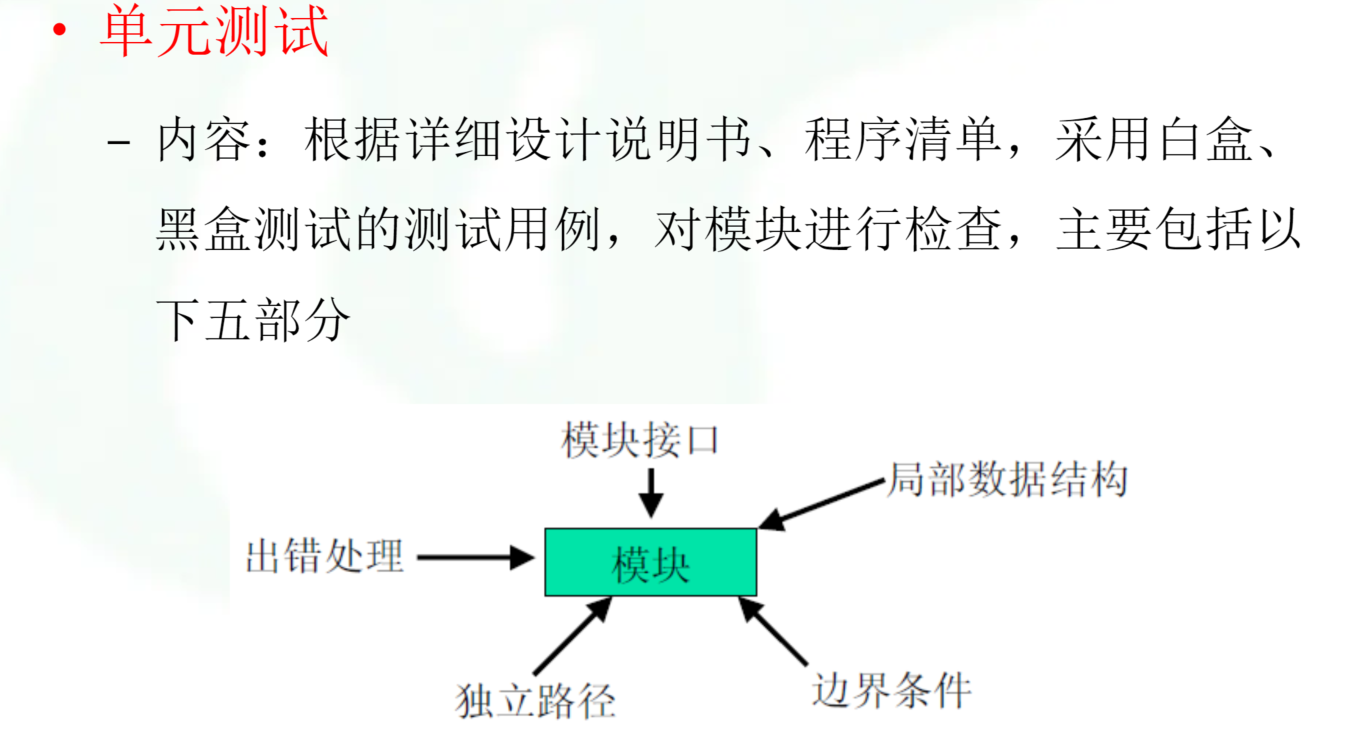 • 单元测试
– 内容：根据详细设计说明书、程序清单，采用白盒、
黑盒测试的测试用例，对模块进行检查，主要包括以
下五部分
模块接口
局部数据结构
出错处理
模块
独立路径
边界条件